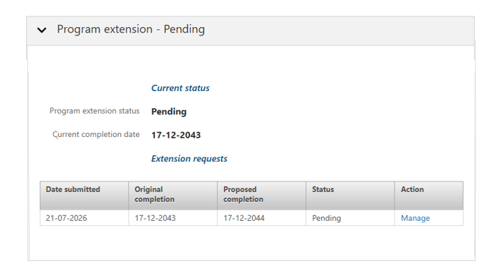 Program extension - Pending
Current status
Program extension status Pending
Current completion date 17-12-2043
Extension requests
Date submitted Original completion Proposed completion Status Action
21-07-2026 17-12-2043 17-12-2044 Pending Manage